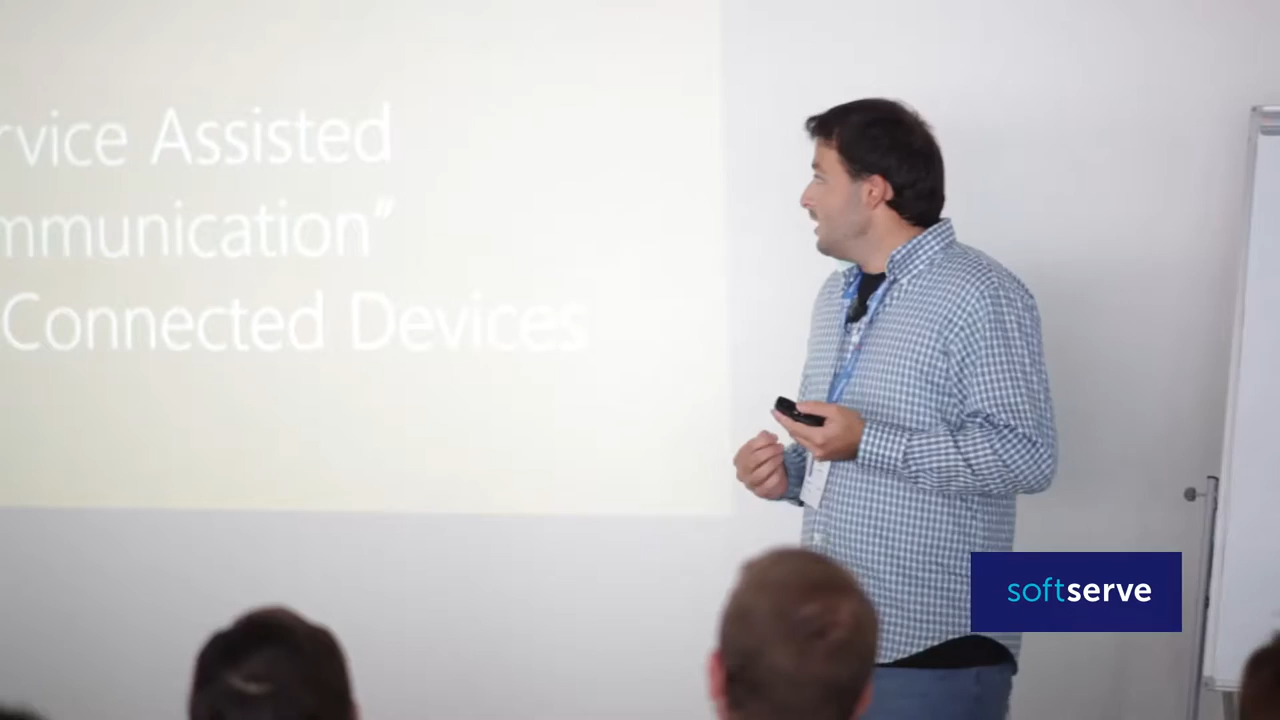 rvice Assisted
mmunication”
Connected Devices
softserve